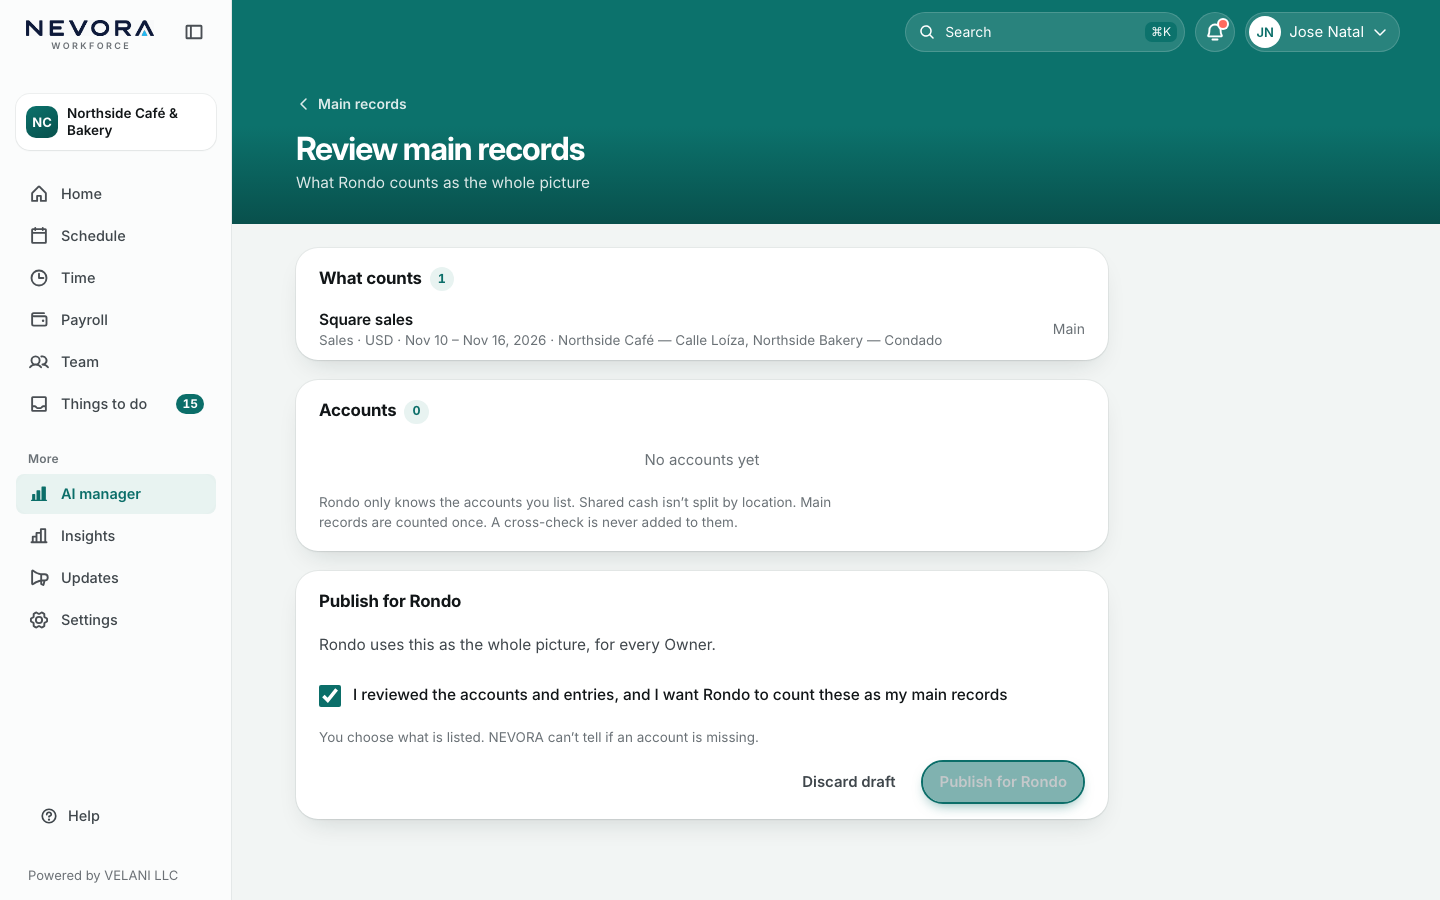 NEVORA
WORKFORCE
Search
⌘K
JN
Jose Natal
NC
Northside Café &
Bakery
Home
Schedule
Time
Payroll
Team
Things to do
15
More
AI manager
Insights
Updates
Settings
Help
Powered by VELANI LLC
Main records
Review main records
What Rondo counts as the whole picture
What counts 1
Square sales
Sales · USD · Nov 10 – Nov 16, 2026 · Northside Café — Calle Loíza, Northside Bakery — Condado
Main
Accounts 0
No accounts yet
Rondo only knows the accounts you list. Shared cash isn’t split by location. Main
records are counted once. A cross-check is never added to them.
Publish for Rondo
Rondo uses this as the whole picture, for every Owner.
I reviewed the accounts and entries, and I want Rondo to count these as my main records
You choose what is listed. NEVORA can’t tell if an account is missing.
Discard draft
Publish for Rondo